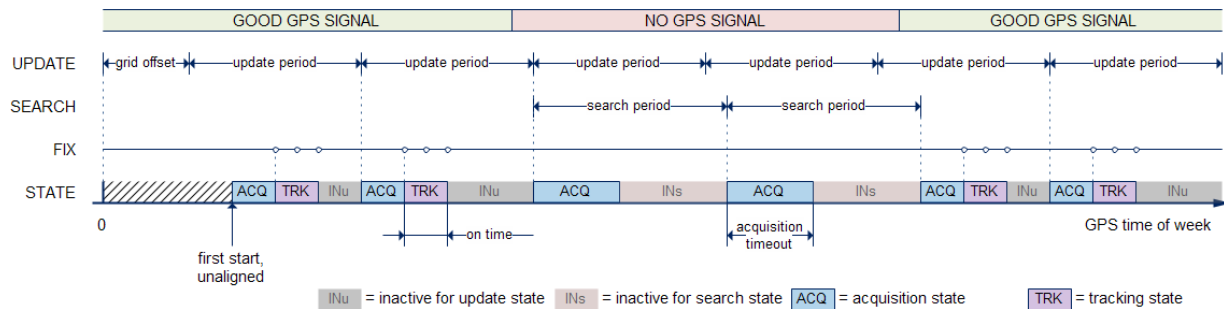 GOOD GPS SIGNAL NO GPS SIGNAL GOOD GPS SIGNAL
UPDATE grid offset update period update period update period update period update period update period
SEARCH search period search period
FIX
STATE ACQ TRK INu ACQ TRK INu ACQ INs ACQ INs ACQ TRK INu ACQ TRK INu
0 GPS time of week
on time acquisition
timeout
first start,
unaligned
INu = inactive for update state INs = inactive for search state ACQ = acquisition state TRK = tracking state